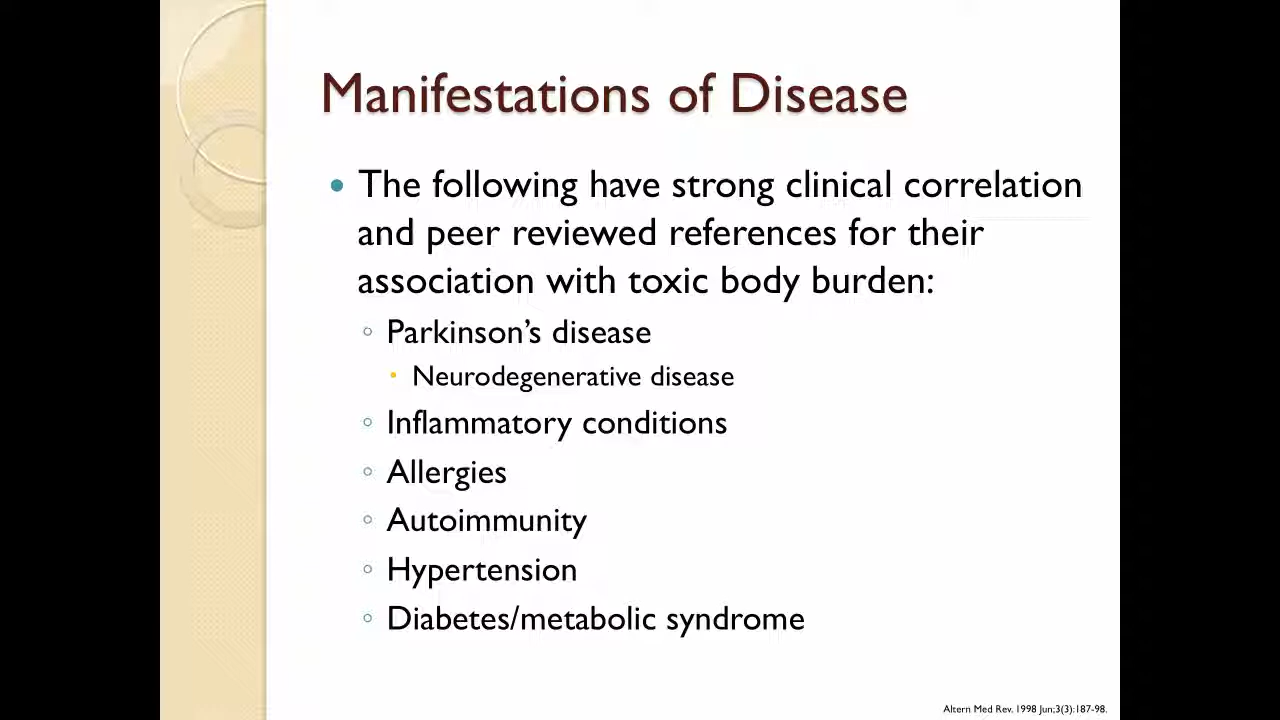 Manifestations of Disease
• The following have strong clinical correlation
and peer reviewed references for their
association with toxic body burden:
◦ Parkinson’s disease
• Neurodegenerative disease
◦ Inflammatory conditions
◦ Allergies
◦ Autoimmunity
◦ Hypertension
◦ Diabetes/metabolic syndrome
Altern Med Rev. 1998 Jun;3(3):187-98.